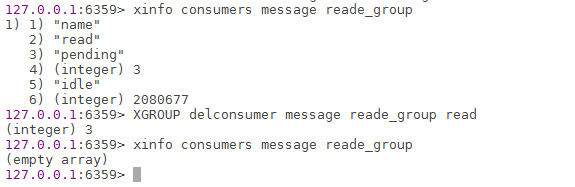 127.0.0.1:6359> xinfo consumers message reade_group
1) 1) "name"
   2) "read"
   3) "pending"
   4) (integer) 3
   5) "idle"
   6) (integer) 2080677
127.0.0.1:6359> XGROUP delconsumer message reade_group read
(integer) 3
127.0.0.1:6359> xinfo consumers message reade_group
(empty array)
127.0.0.1:6359>